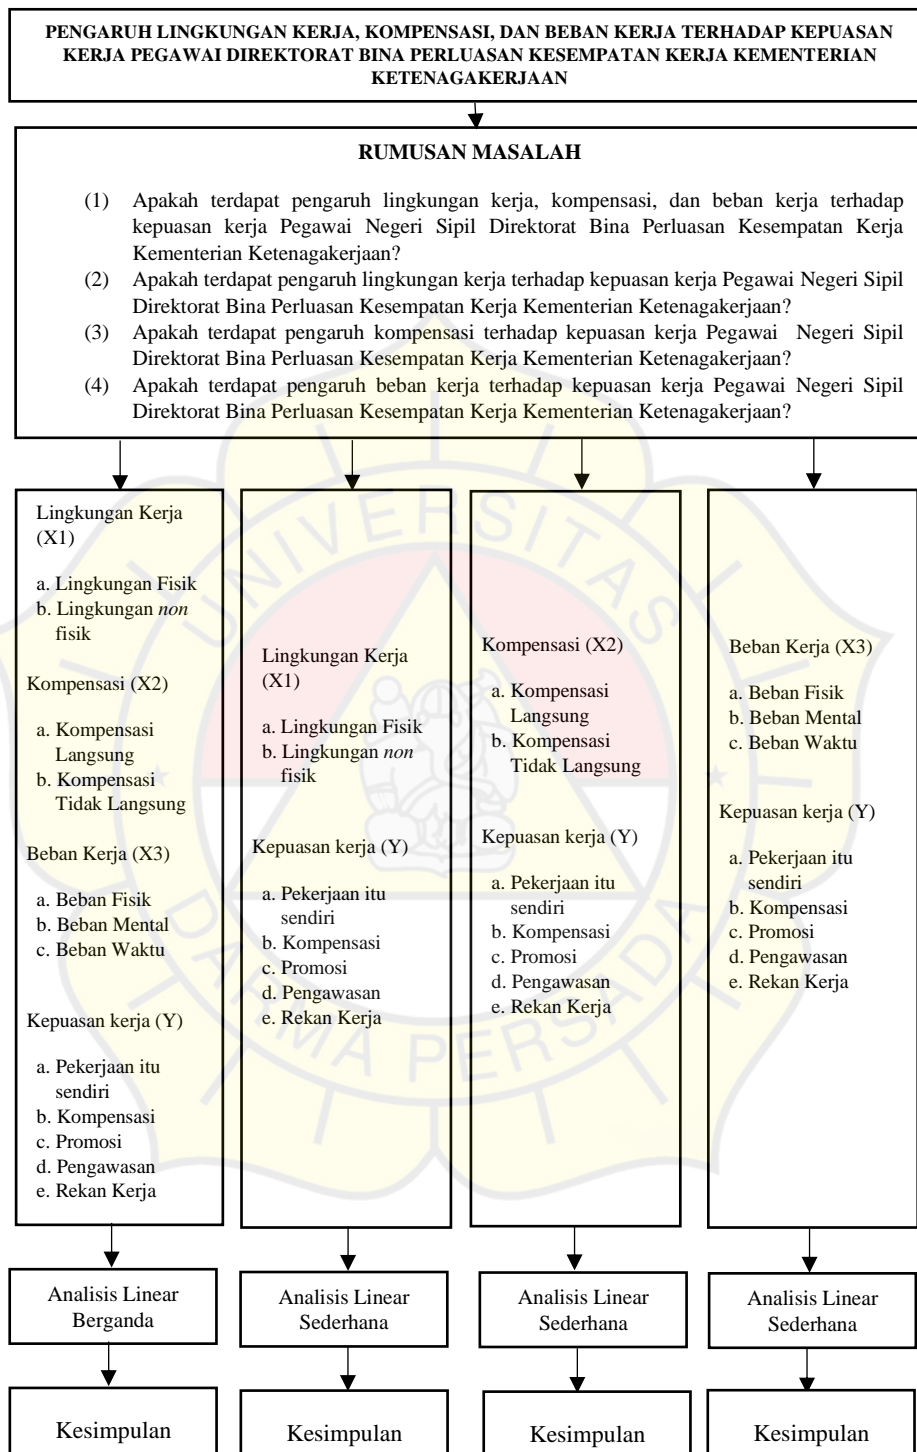 PENGARUH LINGKUNGAN KERJA, KOMPENSASI, DAN BEBAN KERJA TERHADAP KEPUASAN
KERJA PEGAWAI DIREKTORAT BINA PERLUASAN KESEMPATAN KERJA KEMENTERIAN
KETENAGAKERJAAN
RUMUSAN MASALAH
(1) Apakah terdapat pengaruh lingkungan kerja, kompensasi, dan beban kerja terhadap
kepuasan kerja Pegawai Negeri Sipil Direktorat Bina Perluasan Kesempatan Kerja
Kementerian Ketenagakerjaan?
(2) Apakah terdapat pengaruh lingkungan kerja terhadap kepuasan kerja Pegawai Negeri Sipil
Direktorat Bina Perluasan Kesempatan Kerja Kementerian Ketenagakerjaan?
(3) Apakah terdapat pengaruh kompensasi terhadap kepuasan kerja Pegawai Negeri Sipil
Direktorat Bina Perluasan Kesempatan Kerja Kementerian Ketenagakerjaan?
(4) Apakah terdapat pengaruh beban kerja terhadap kepuasan kerja Pegawai Negeri Sipil
Direktorat Bina Perluasan Kesempatan Kerja Kementerian Ketenagakerjaan?
Lingkungan Kerja
(X1)
a. Lingkungan Fisik
b. Lingkungan non
fisik
Kompensasi (X2)
a. Kompensasi
Langsung
b. Kompensasi
Tidak Langsung
Beban Kerja (X3)
a. Beban Fisik
b. Beban Mental
c. Beban Waktu
Kepuasan kerja (Y)
a. Pekerjaan itu
sendiri
b. Kompensasi
c. Promosi
d. Pengawasan
e. Rekan Kerja
Lingkungan Kerja
(X1)
a. Lingkungan Fisik
b. Lingkungan non
fisik
Kepuasan kerja (Y)
a. Pekerjaan itu
sendiri
b. Kompensasi
c. Promosi
d. Pengawasan
e. Rekan Kerja
Kompensasi (X2)
a. Kompensasi
Langsung
b. Kompensasi
Tidak Langsung
Kepuasan kerja (Y)
a. Pekerjaan itu
sendiri
b. Kompensasi
c. Promosi
d. Pengawasan
e. Rekan Kerja
Beban Kerja (X3)
a. Beban Fisik
b. Beban Mental
c. Beban Waktu
Kepuasan kerja (Y)
a. Pekerjaan itu
sendiri
b. Kompensasi
c. Promosi
d. Pengawasan
e. Rekan Kerja
Analisis Linear
Berganda
Analisis Linear
Sederhana
Analisis Linear
Sederhana
Analisis Linear
Sederhana
Kesimpulan
Kesimpulan
Kesimpulan
Kesimpulan
UNIVERSITAS
DARMA PERSADA